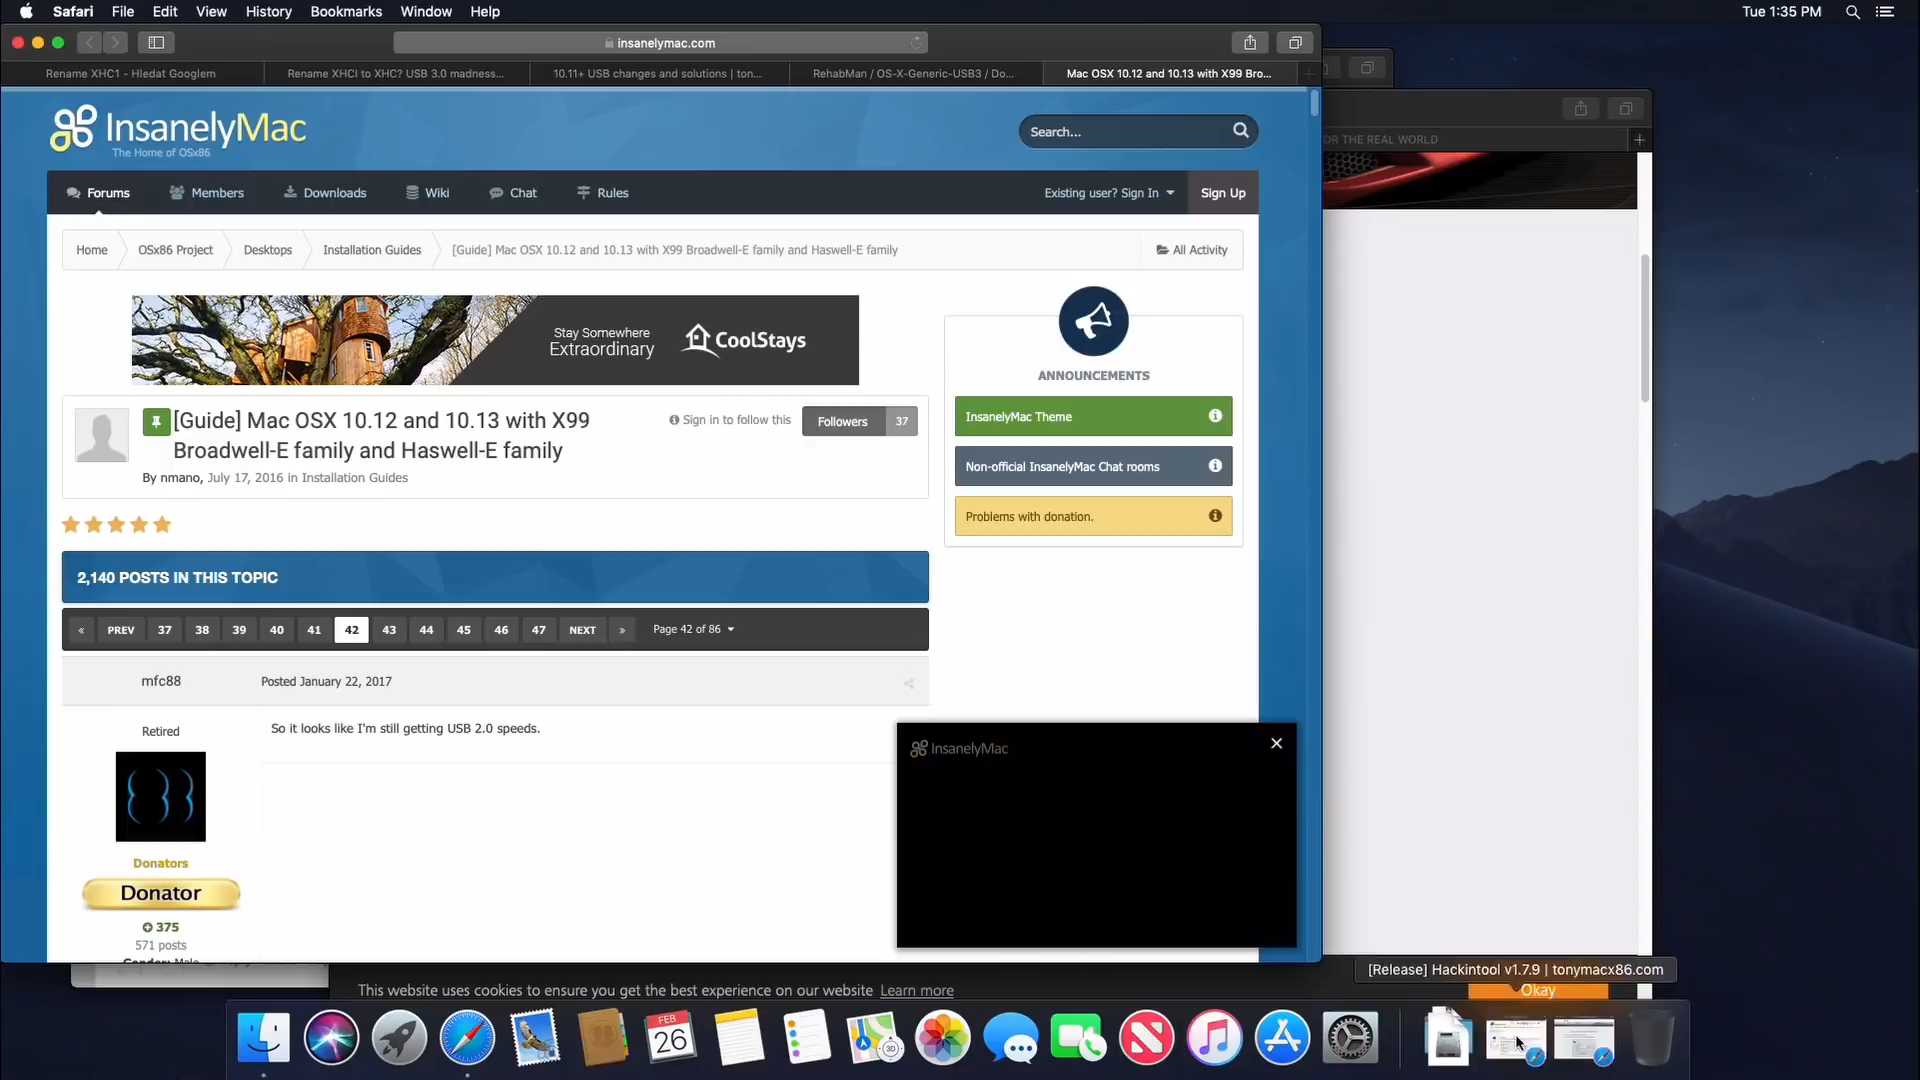 Safari File Edit View History Bookmarks Window Help
Tue 1:35 PM
insanelymac.com
Rename XHC1 - Hledat Googlem
Rename XHCI to XHC? USB 3.0 madness...
10.11+ USB changes and solutions | ton...
RehabMan / OS-X-Generic-USB3 / Do...
Mac OSX 10.12 and 10.13 with X99 Bro...
OR THE REAL WORLD
InsanelyMac
The Home of OSx86
Search...
Forums
Members
Downloads
Wiki
Chat
Rules
Existing user? Sign In
Sign Up
Home
OSx86 Project
Desktops
Installation Guides
[Guide] Mac OSX 10.12 and 10.13 with X99 Broadwell-E family and Haswell-E family
All Activity
Stay Somewhere
Extraordinary
CoolStays
ANNOUNCEMENTS
InsanelyMac Theme
Non-official InsanelyMac Chat rooms
Problems with donation.
[Guide] Mac OSX 10.12 and 10.13 with X99
Broadwell-E family and Haswell-E family
Sign in to follow this
Followers 37
By nmano, July 17, 2016 in Installation Guides
2,140 POSTS IN THIS TOPIC
« PREV 37 38 39 40 41 42 43 44 45 46 47 NEXT » Page 42 of 86
mfc88
Posted January 22, 2017
Retired
So it looks like I'm still getting USB 2.0 speeds.
InsanelyMac
Donators
Donator
375
571 posts
Gender: Male
[Release] Hackintool v1.7.9 | tonymacx86.com
This website uses cookies to ensure you get the best experience on our website Learn more
Okay
FEB
26
3D